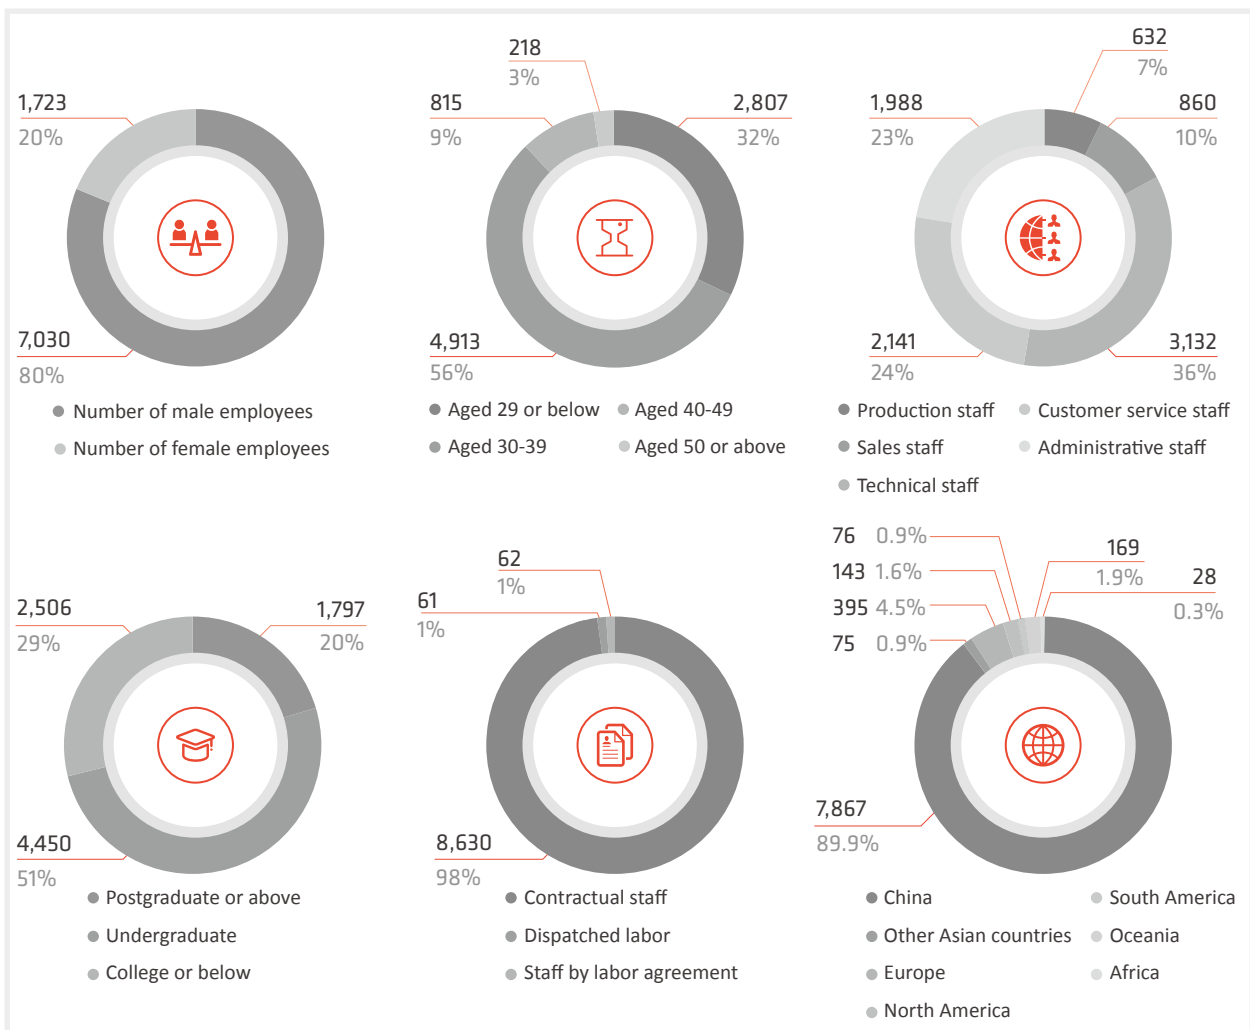 1,723
20%
7,030
80%
Number of male employees
Number of female employees
218
3%
815
9%
2,807
32%
4,913
56%
Aged 29 or below
Aged 40-49
Aged 30-39
Aged 50 or above
632
7%
1,988
23%
860
10%
2,141
24%
3,132
36%
Production staff
Customer service staff
Sales staff
Administrative staff
Technical staff
2,506
29%
1,797
20%
4,450
51%
Postgraduate or above
Undergraduate
College or below
62
1%
61
1%
8,630
98%
Contractual staff
Dispatched labor
Staff by labor agreement
76 0.9%
143 1.6%
395 4.5%
75 0.9%
169
1.9%
28
0.3%
7,867
89.9%
China
South America
Other Asian countries
Oceania
Europe
Africa
North America